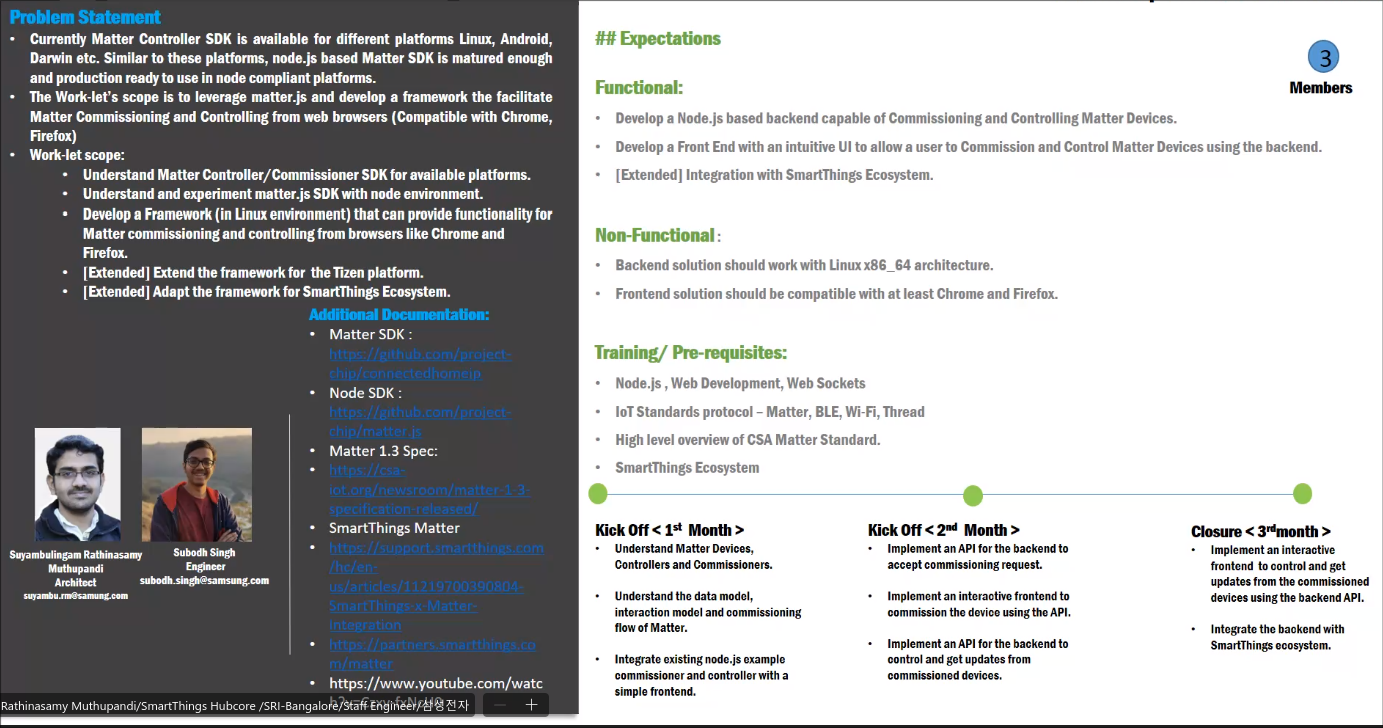 Problem Statement
• Currently Matter Controller SDK is available for different platforms Linux, Android,
Darwin etc. Similar to these platforms, node.js based Matter SDK is matured enough
and production ready to use in node compliant platforms.
• The Work-let's scope is to leverage matter.js and develop a framework the facilitate
Matter Commissioning and Controlling from web browsers (Compatible with Chrome,
Firefox)
• Work-let scope:
• Understand Matter Controller/Commissioner SDK for available platforms.
• Understand and experiment matter.js SDK with node environment.
• Develop a Framework (in Linux environment) that can provide functionality for
Matter commissioning and controlling from browsers like Chrome and
Firefox.
• [Extended] Extend the framework for the Tizen platform.
• [Extended] Adapt the framework for SmartThings Ecosystem.
Additional Documentation:
• Matter SDK :
https://github.com/project-
chip/connectedhomeip
• Node SDK :
https://github.com/project-
chip/matter.js
• Matter 1.3 Spec:
• https://csa-
iot.org/newsroom/matter-1-3-
specification-released/
• SmartThings Matter
• https://support.smartthings.com
/hc/en-
us/articles/11219700390804-
SmartThings-x-Matter-
integration
• https://partners.smartthings.co
m/matter
• https://www.youtube.com/watc
Suyambulingam Rathinasamy
Muthupandi
Architect
suyambu.rm@samung.com
Subodh Singh
Engineer
subodh.singh@samsung.com
Rathinasamy Muthupandi/SmartThings Hubcore /SRI-Bangalore/Staff Engineer/삼성전자
## Expectations
3
Members
Functional:
• Develop a Node.js based backend capable of Commissioning and Controlling Matter Devices.
• Develop a Front End with an intuitive UI to allow a user to Commission and Control Matter Devices using the backend.
• [Extended] Integration with SmartThings Ecosystem.
Non-Functional :
• Backend solution should work with Linux x86_64 architecture.
• Frontend solution should be compatible with at least Chrome and Firefox.
Training/ Pre-requisites:
• Node.js , Web Development, Web Sockets
• IoT Standards protocol – Matter, BLE, Wi-Fi, Thread
• High level overview of CSA Matter Standard.
• SmartThings Ecosystem
Kick Off < 1st Month >
• Understand Matter Devices,
Controllers and Commissioners.
• Understand the data model,
interaction model and commissioning
flow of Matter.
• Integrate existing node.js example
commissioner and controller with a
simple frontend.
Kick Off < 2nd Month >
• Implement an API for the backend to
accept commissioning request.
• Implement an interactive frontend to
commission the device using the API.
• Implement an API for the backend to
control and get updates from
commissioned devices.
Closure < 3rdmonth >
• Implement an interactive
frontend to control and get
updates from the commissioned
devices using the backend API.
• Integrate the backend with
SmartThings ecosystem.